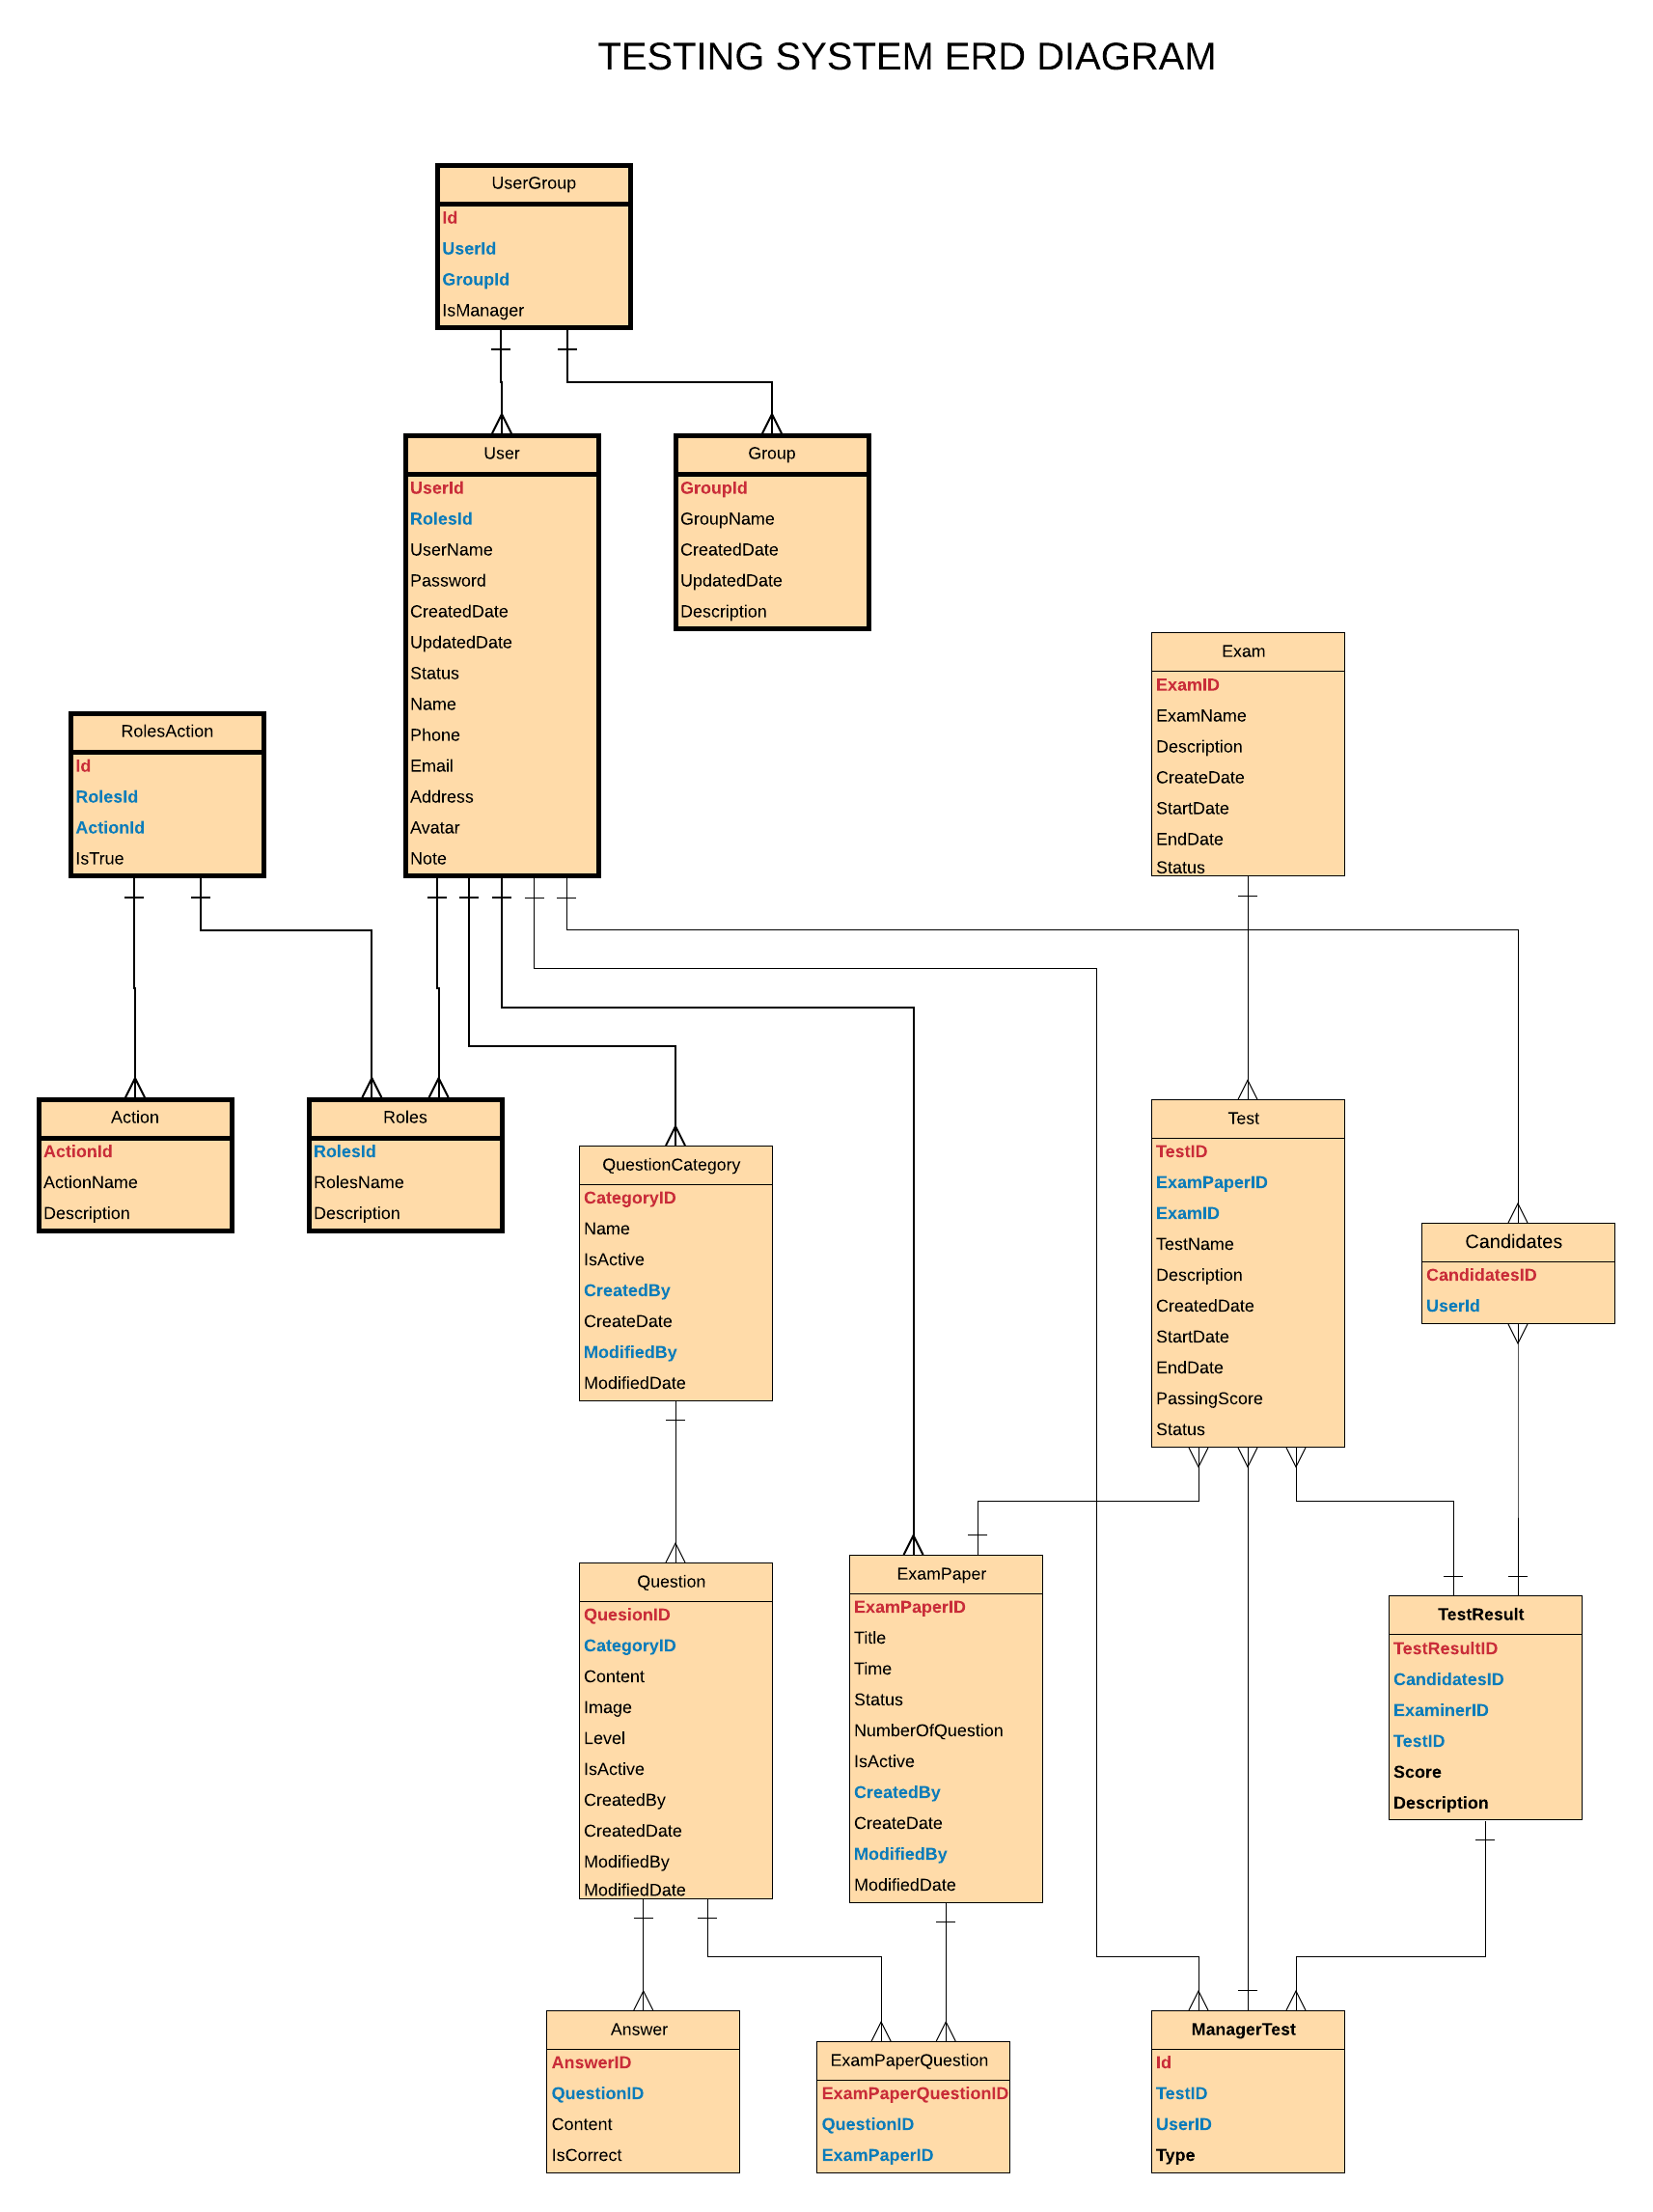 TESTING SYSTEM ERD DIAGRAM
UserGroup
Id
UserId
GroupId
IsManager
User
UserId
RolesId
UserName
Password
CreatedDate
UpdatedDate
Status
Name
Phone
Email
Address
Avatar
Note
Group
GroupId
GroupName
CreatedDate
UpdatedDate
Description
Exam
ExamID
ExamName
Description
CreateDate
StartDate
EndDate
Status
RolesAction
Id
RolesId
ActionId
IsTrue
Action
ActionId
ActionName
Description
Roles
RolesId
RolesName
Description
QuestionCategory
CategoryID
Name
IsActive
CreatedBy
CreateDate
ModifiedBy
ModifiedDate
Test
TestID
ExamPaperID
ExamID
TestName
Description
CreatedDate
StartDate
EndDate
PassingScore
Status
Candidates
CandidatesID
UserId
Question
QuesionID
CategoryID
Content
Image
Level
IsActive
CreatedBy
CreatedDate
ModifiedBy
ModifiedDate
ExamPaper
ExamPaperID
Title
Time
Status
NumberOfQuestion
IsActive
CreatedBy
CreateDate
ModifiedBy
ModifiedDate
TestResult
TestResultID
CandidatesID
ExaminerID
TestID
Score
Description
Answer
AnswerID
QuestionID
Content
IsCorrect
ExamPaperQuestion
ExamPaperQuestionID
QuestionID
ExamPaperID
ManagerTest
Id
TestID
UserID
Type